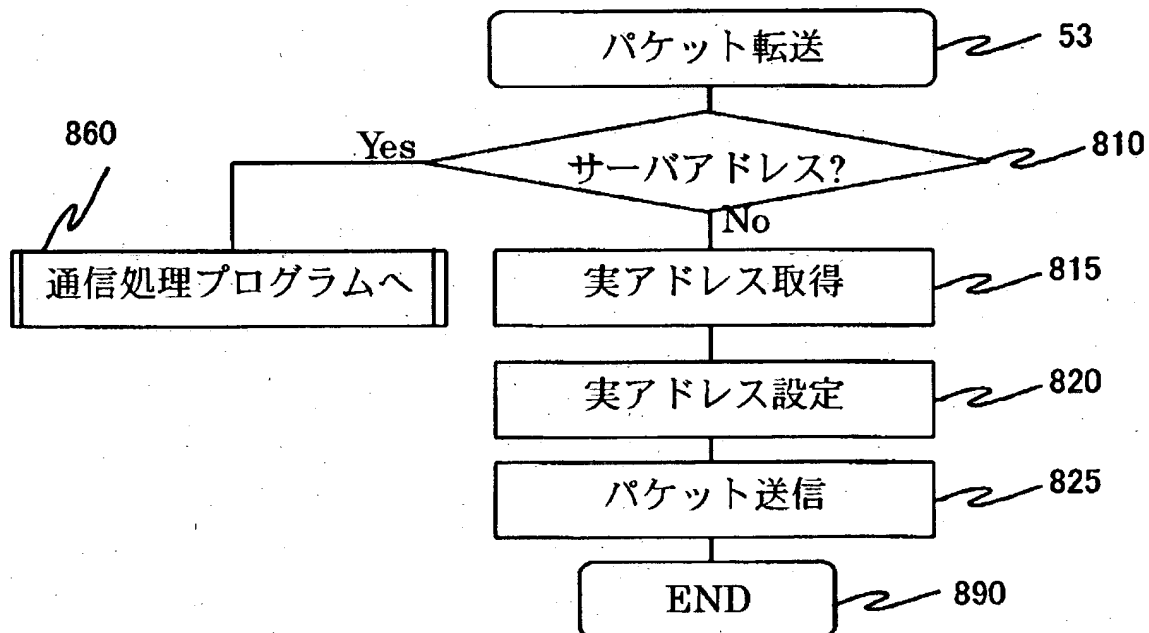 パケット転送
53
860
Yes
サーバアドレス?
810
No
通信処理プログラムへ
実アドレス取得
815
実アドレス設定
820
パケット送信
825
END
890